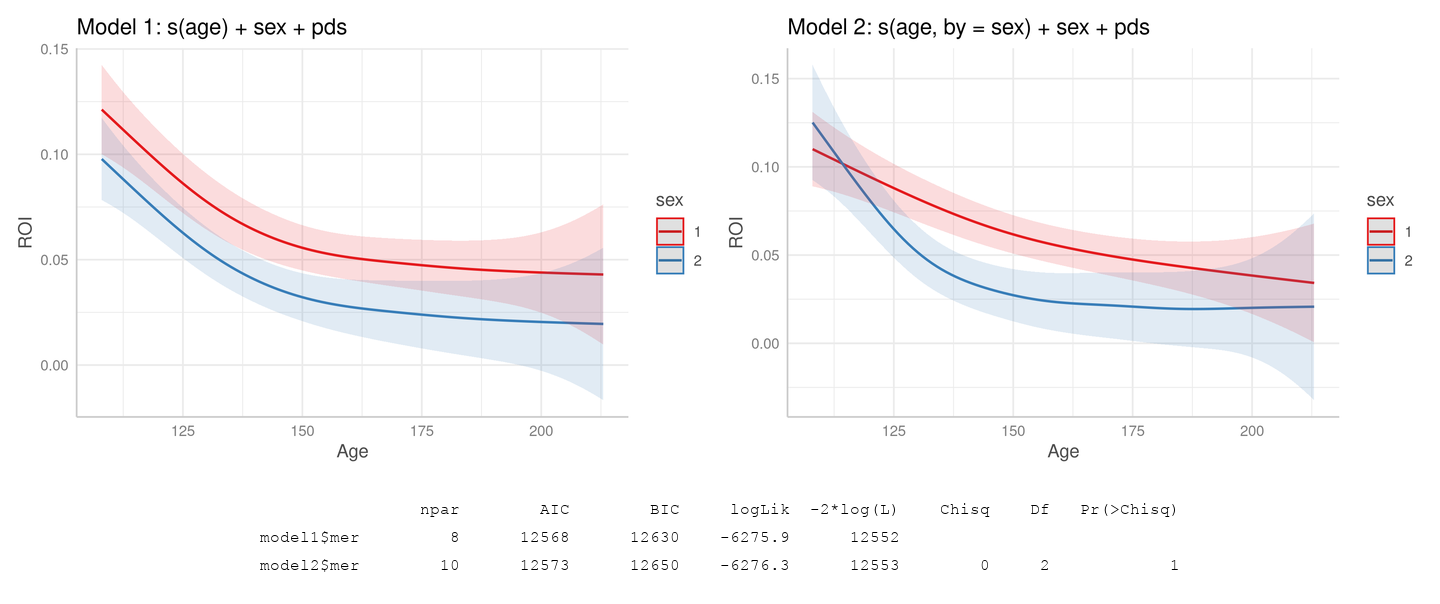 Model 1: s(age) + sex + pds
0.15
0.10
0.05
0.00
ROI
125 150 175 200
Age
sex
1
2
Model 2: s(age, by = sex) + sex + pds
0.15
0.10
0.05
0.00
ROI
125 150 175 200
Age
sex
1
2
npar AIC BIC logLik -2*log(L) Chisq Df Pr(>Chisq)
model1$mer 8 12568 12630 -6275.9 12552
model2$mer 10 12573 12650 -6276.3 12553 0 2 1